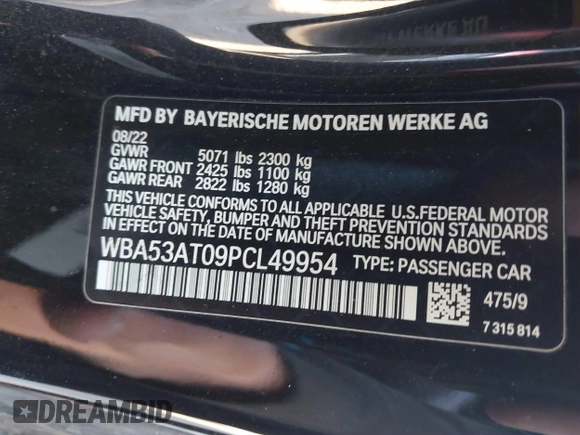 MFD BY BAYERISCHE MOTOREN WERKE AG
08/22
GVWR 5071 lbs 2300 kg
GAWR FRONT 2425 lbs 1100 kg
GAWR REAR 2822 lbs 1280 kg
THIS VEHICLE CONFORMS TO ALL APPLICABLE U.S.FEDERAL MOTOR
VEHICLE SAFETY, BUMPER AND THEFT PREVENTION STANDARDS
IN EFFECT ON THE DATE OF MANUFACTURE SHOWN ABOVE.
WBA53AT09PCL49954 TYPE: PASSENGER CAR
475/9
7 315 814
DREAMBID